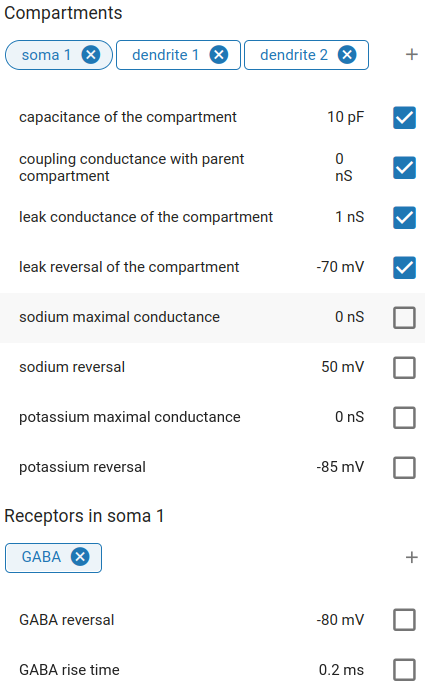 Compartments
soma 1 dendrite 1 dendrite 2 +
capacitance of the compartment 10 pF
coupling conductance with parent 0
compartment nS
leak conductance of the compartment 1 nS
leak reversal of the compartment -70 mV
sodium maximal conductance 0 nS
sodium reversal 50 mV
potassium maximal conductance 0 nS
potassium reversal -85 mV
Receptors in soma 1
GABA +
GABA reversal -80 mV
GABA rise time 0.2 ms